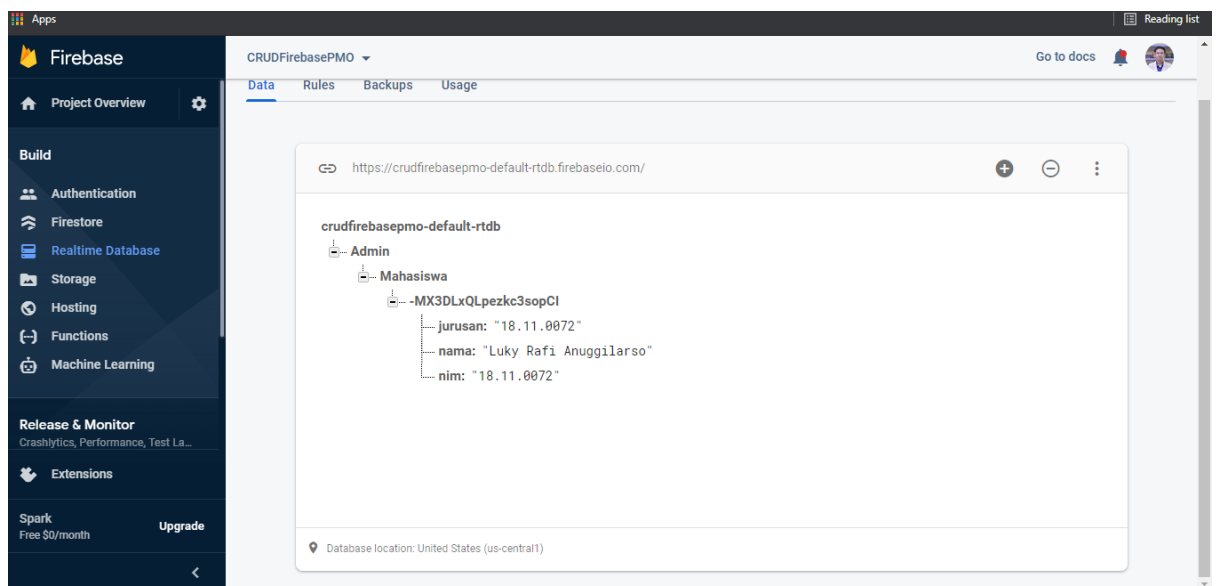 Apps
Reading list
Firebase
CRUDFirebasePMO
Go to docs
Project Overview
Data Rules Backups Usage
Build
Authentication
Firestore
Realtime Database
Storage
Hosting
Functions
Machine Learning
Release & Monitor
Crashlytics, Performance, Test La...
Extensions
Spark
Free $0/month
Upgrade
https://crudfirebasepmo-default-rtdb.firebaseio.com/
crudfirebasepmo-default-rtdb
Admin
Mahasiswa
-MX3DLxQLpezkc3sopCI
jurusan: "18.11.0072"
nama: "Luky Rafi Anuggilarso"
nim: "18.11.0072"
Database location: United States (us-central1)